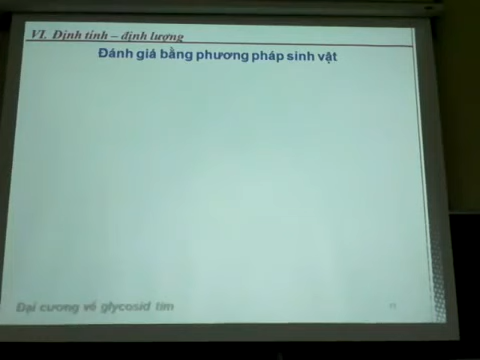 VI. Định tính – định lượng
Đánh giá bằng phương pháp sinh vật
Đại cương về glycosid tim